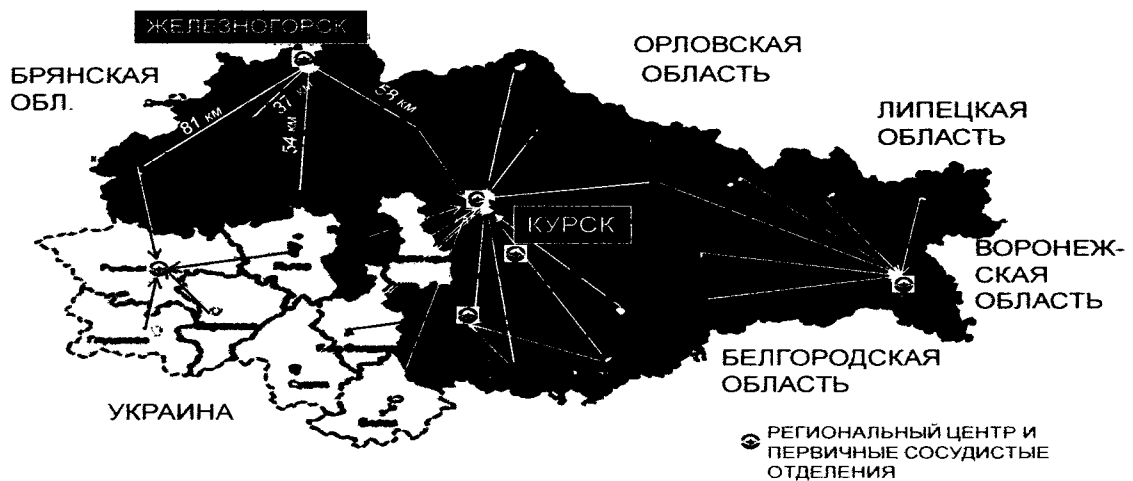 ЖЕЛЕЗНОГОРСК
ОРЛОВСКАЯ
ОБЛАСТЬ
БРЯНСКАЯ
ОБЛ.
81 км
37 км
54 км
58 км
ЛИПЕЦКАЯ
ОБЛАСТЬ
КУРСК
ВОРОНЕЖ-
СКАЯ
ОБЛАСТЬ
БЕЛГОРОДСКАЯ
ОБЛАСТЬ
УКРАИНА
РЕГИОНАЛЬНЫЙ ЦЕНТР И
ПЕРВИЧНЫЕ СОСУДИСТЫЕ
ОТДЕЛЕНИЯ